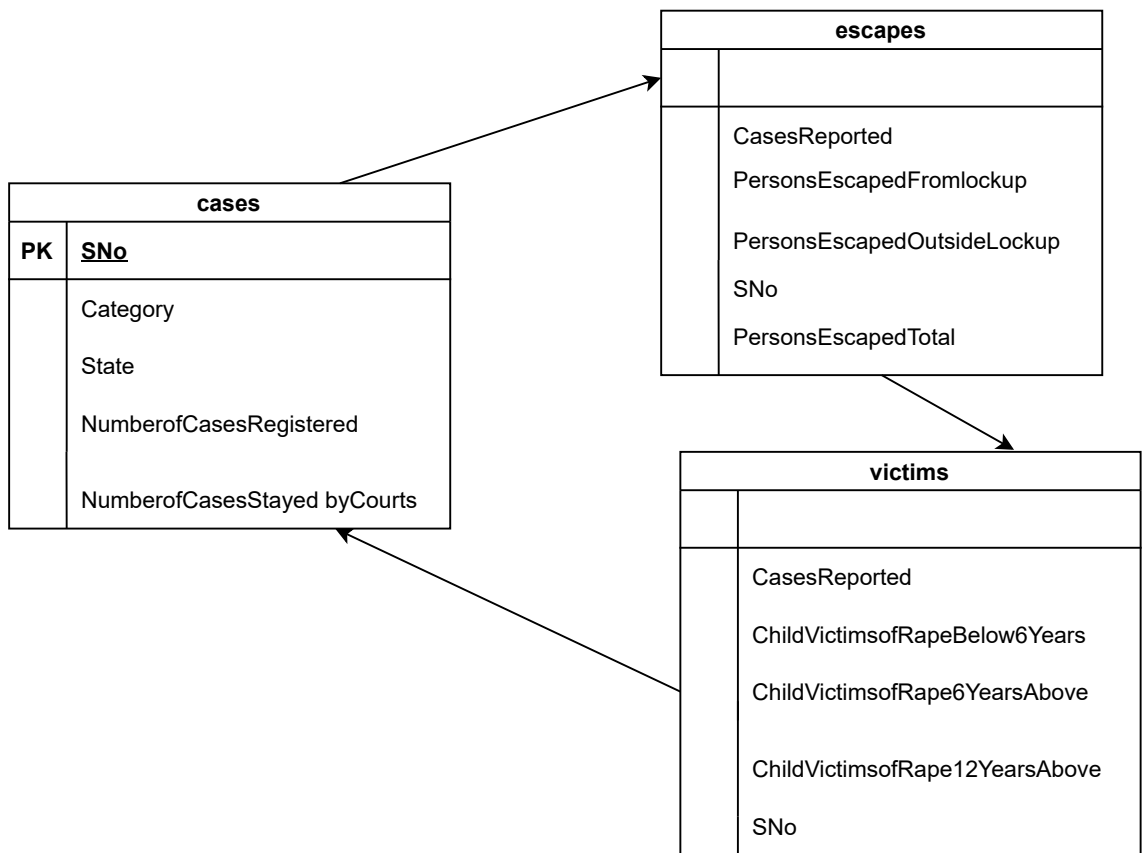 escapes
CasesReported
PersonsEscapedFromlockup
PersonsEscapedOutsideLockup
SNo
PersonsEscapedTotal
cases
PK SNo
Category
State
NumberofCasesRegistered
NumberofCasesStayed byCourts
victims
CasesReported
ChildVictimsofRapeBelow6Years
ChildVictimsofRape6YearsAbove
ChildVictimsofRape12YearsAbove
SNo